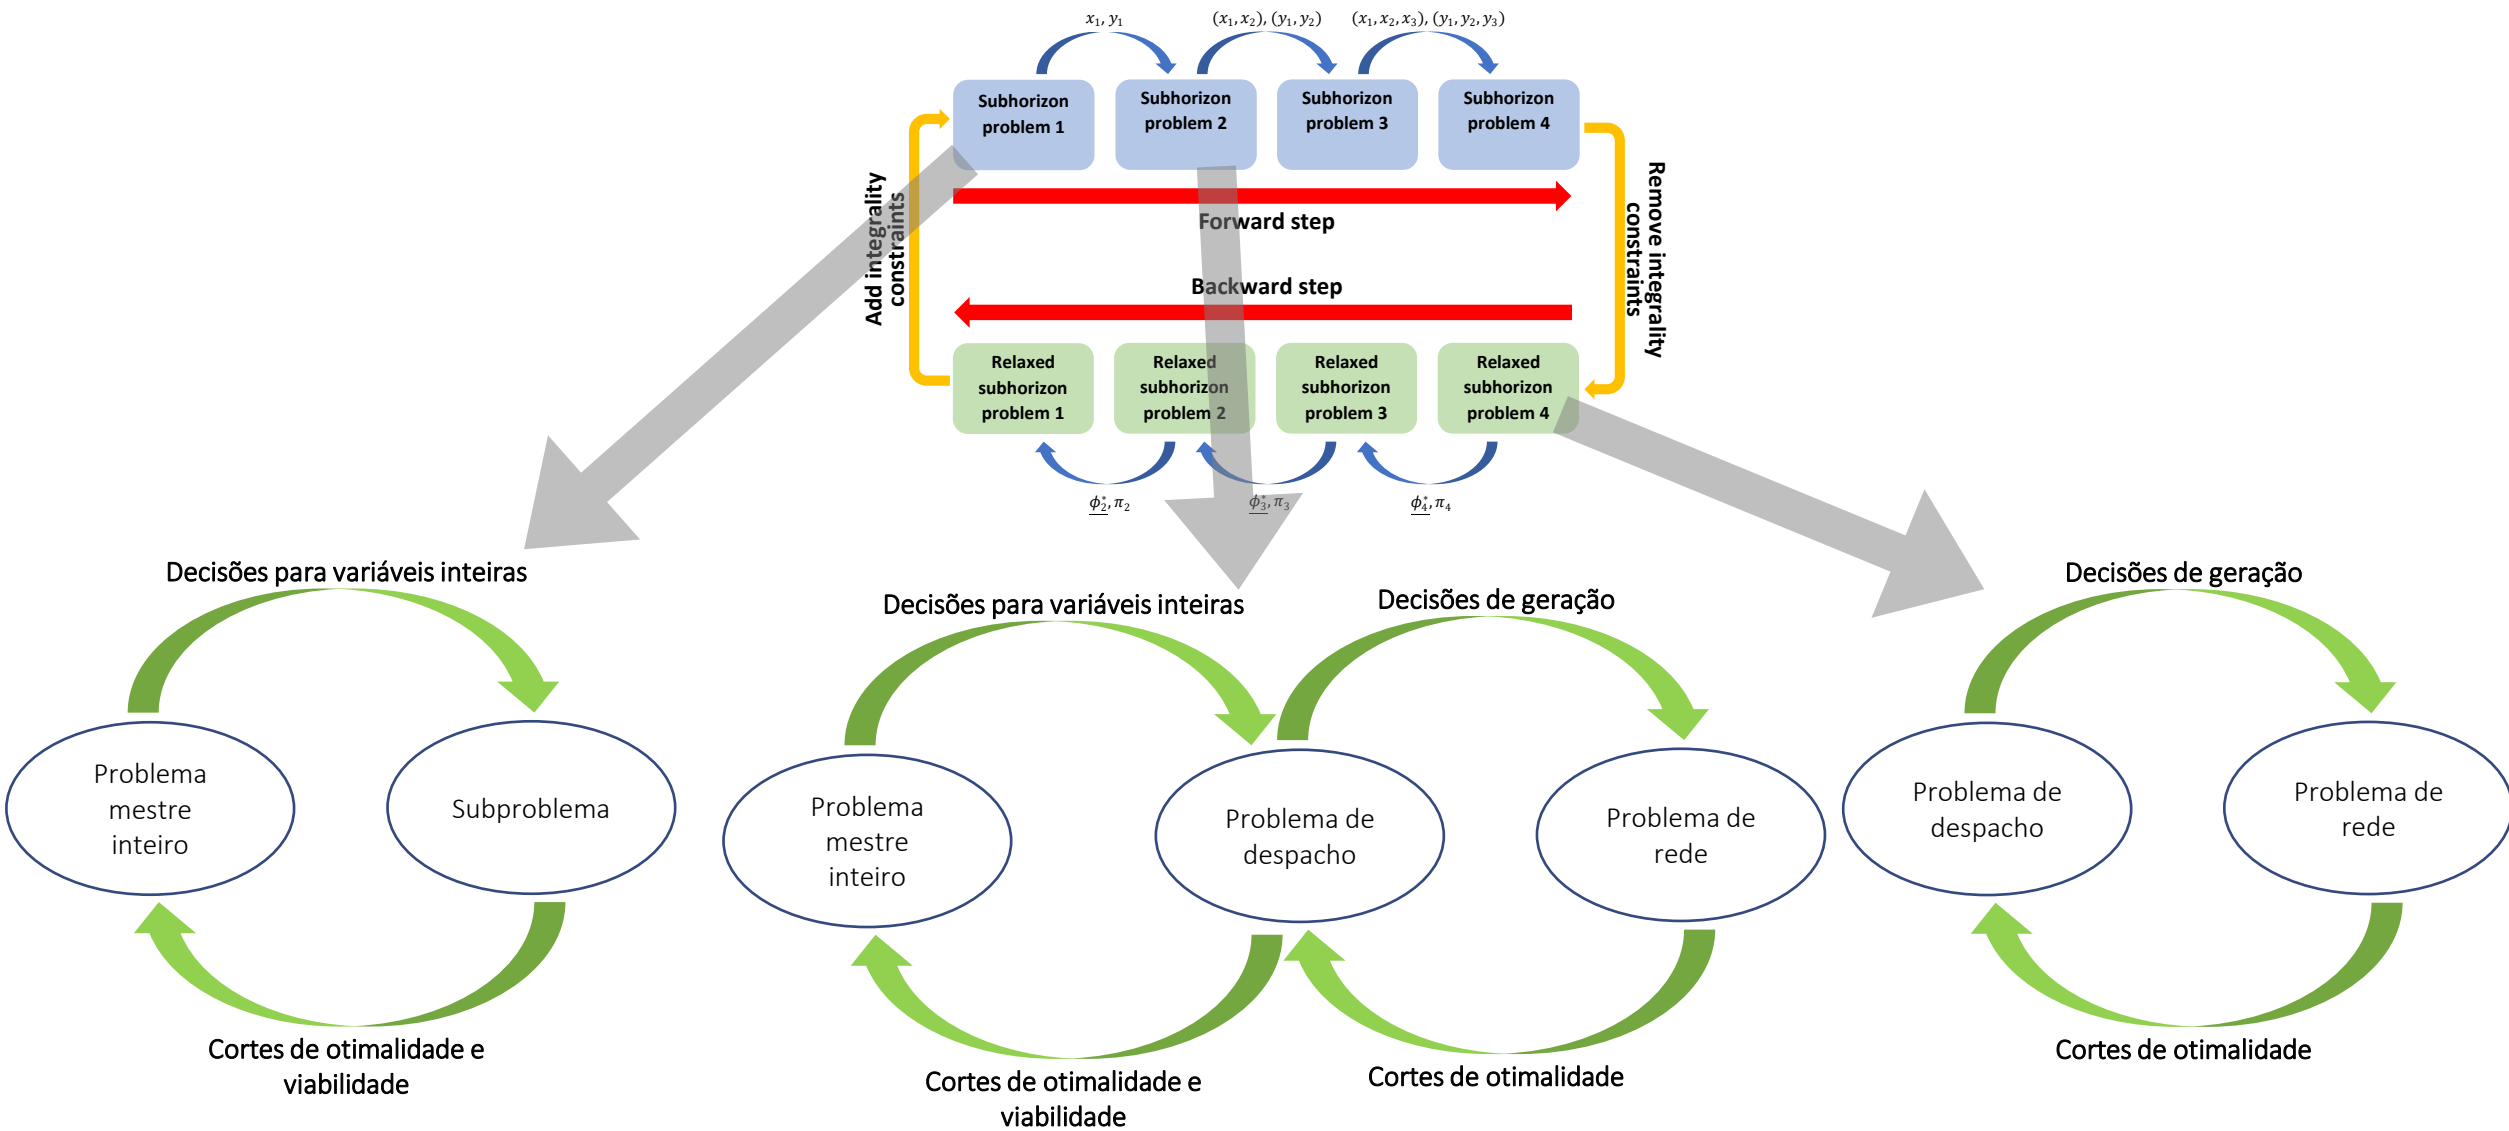 x₁, y₁
(x₁, x₂), (y₁, y₂)
(x₁, x₂, x₃), (y₁, y₂, y₃)
Subhorizon
problem 1
Subhorizon
problem 2
Subhorizon
problem 3
Subhorizon
problem 4
Add integrality
constraints
Remove integrality
constraints
Forward step
Backward step
Relaxed
subhorizon
problem 1
Relaxed
subhorizon
problem 2
Relaxed
subhorizon
problem 3
Relaxed
subhorizon
problem 4
ϕ₂*, π₂
ϕ₃*, π₃
ϕ₄*, π₄
Decisões para variáveis inteiras
Problema
mestre
inteiro
Subproblema
Cortes de otimalidade e
viabilidade
Decisões para variáveis inteiras
Decisões de geração
Problema
mestre
inteiro
Problema de
despacho
Problema de
rede
Cortes de otimalidade e
viabilidade
Cortes de otimalidade
Decisões de geração
Problema de
despacho
Problema de
rede
Cortes de otimalidade